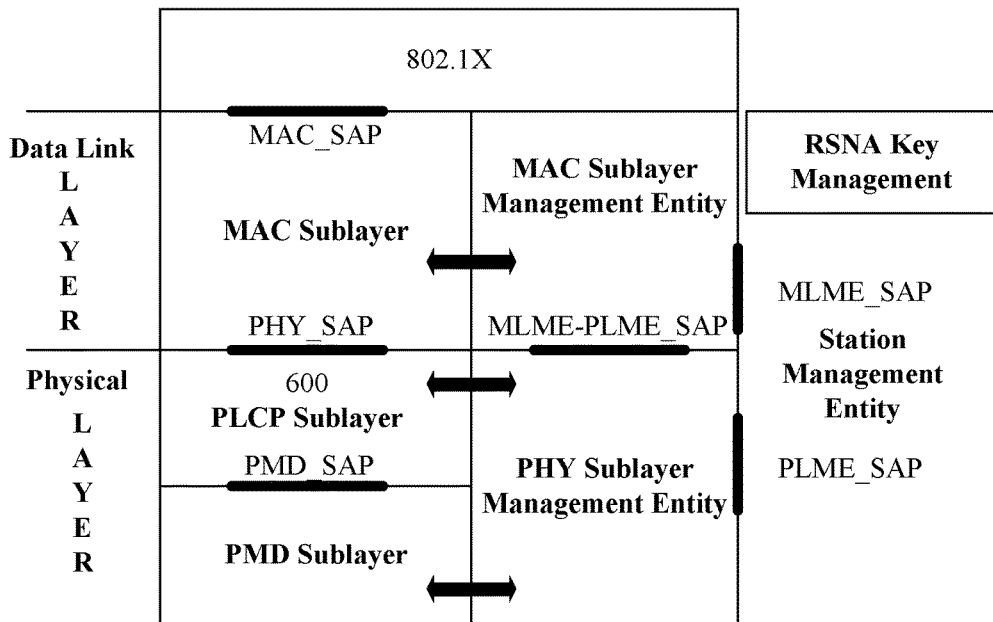 802.1X
MAC_SAP
Data Link
L
A
Y
E
R
MAC Sublayer
MAC Sublayer
Management Entity
RSNA Key
Management
PHY_SAP
MLME-PLME_SAP
MLME_SAP
Station
Management
Entity
Physical
L
A
Y
E
R
600
PLCP Sublayer
PMD_SAP
PHY Sublayer
Management Entity
PLME_SAP
PMD Sublayer